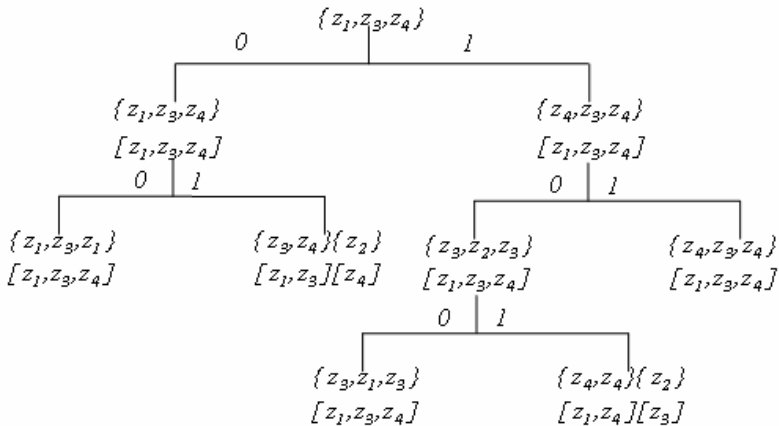 {z₁,z₃,z₄}
0 1
{z₁,z₃,z₄} {z₄,z₃,z₄}
[z₁,z₃,z₄] [z₁,z₃,z₄]
0 1 0 1
{z₁,z₃,z₁} {z₃,z₄}{z₂} {z₃,z₂,z₃} {z₄,z₃,z₄}
[z₁,z₃,z₄] [z₁,z₃][z₄] [z₁,z₃,z₄] [z₁,z₃,z₄]
0 1
{z₃,z₁,z₃} {z₄,z₄}{z₂}
[z₁,z₃,z₄] [z₁,z₄][z₃]